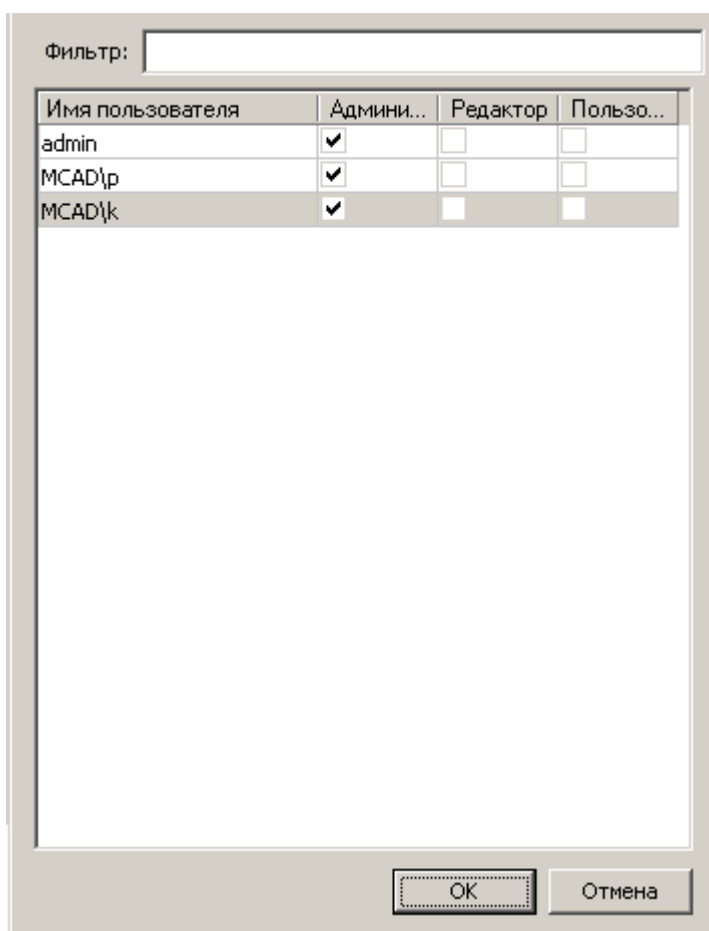 Фильтр:
Имя пользователя Админи... Редактор Пользо...
admin
MCAD\p
MCAD\k
OK Отмена